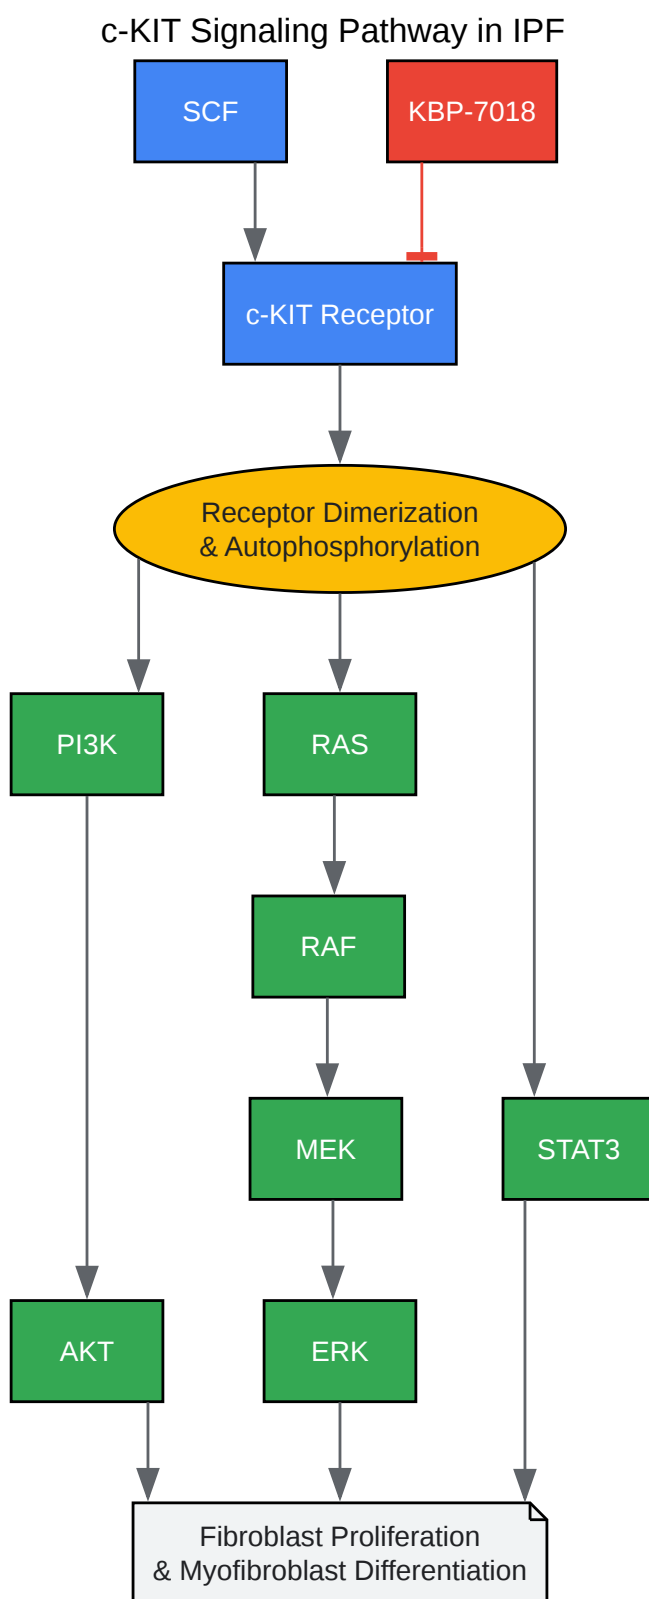 c-KIT Signaling Pathway in IPF
SCF
KBP-7018
c-KIT Receptor
Receptor Dimerization
& Autophosphorylation
PI3K
RAS
RAF
MEK
STAT3
AKT
ERK
Fibroblast Proliferation
& Myofibroblast Differentiation